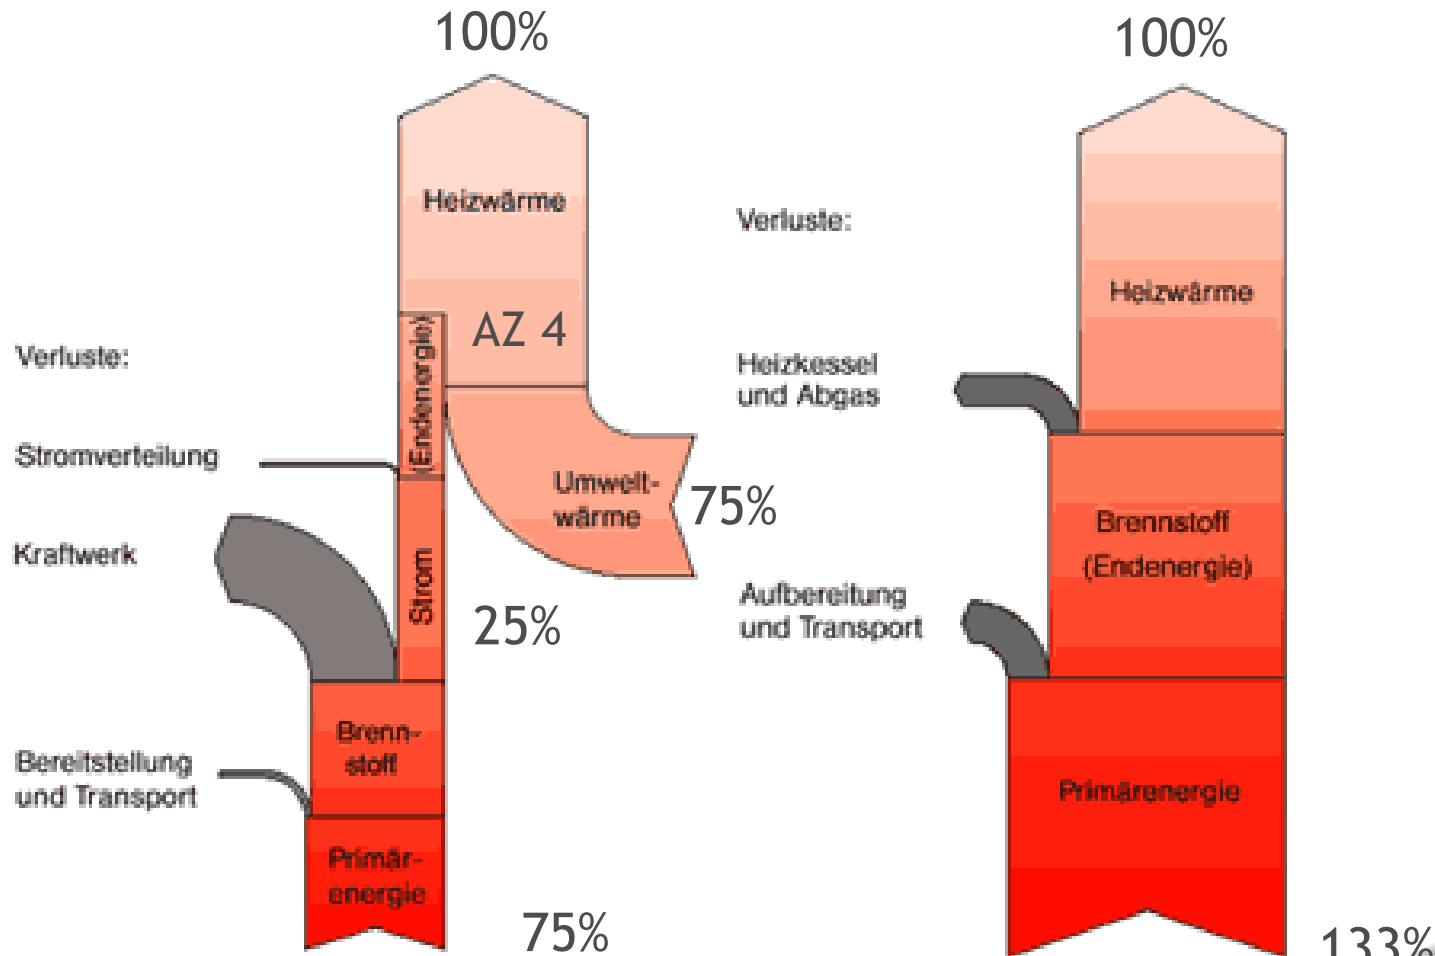 100%
Heizwärme
AZ 4
Verluste:
(Endenergie)
Stromverteilung
Umwelt-
wärme
75%
Kraftwerk
Strom
25%
Brenn-
stoff
Bereitstellung
und Transport
Primär-
energie
75%
100%
Verluste:
Heizwärme
Heizkessel
und Abgas
Brennstoff
(Endenergie)
Aufbereitung
und Transport
Primärenergie
133%